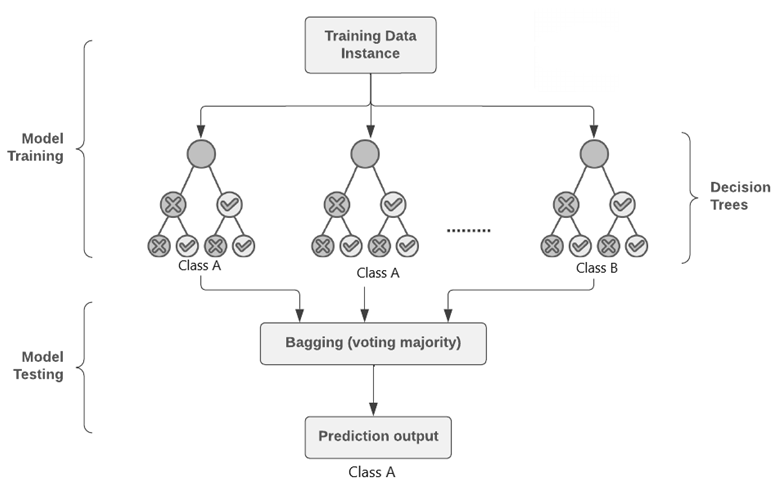 Training Data
Instance
Model
Training
Decision
Trees
.........
Class A
Class A
Class B
Bagging (voting majority)
Model
Testing
Prediction output
Class A